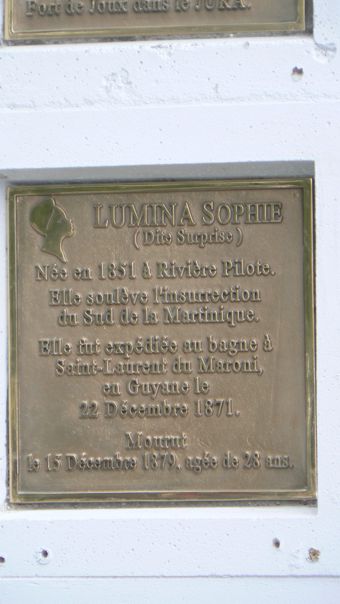 Fort de Joux dans le JURA.
LUMINA SOPHIE
(Dite Surprise)
Née en 1851 à Rivière Pilote.
Elle soulève l'insurrection
du Sud de la Martinique.
Elle fut expédiée au bagne à
Saint-Laurent du Maroni,
en Guyane le
22 Décembre 1871.
Mourut
le 15 Décembre 1879, agée de 28 ans.